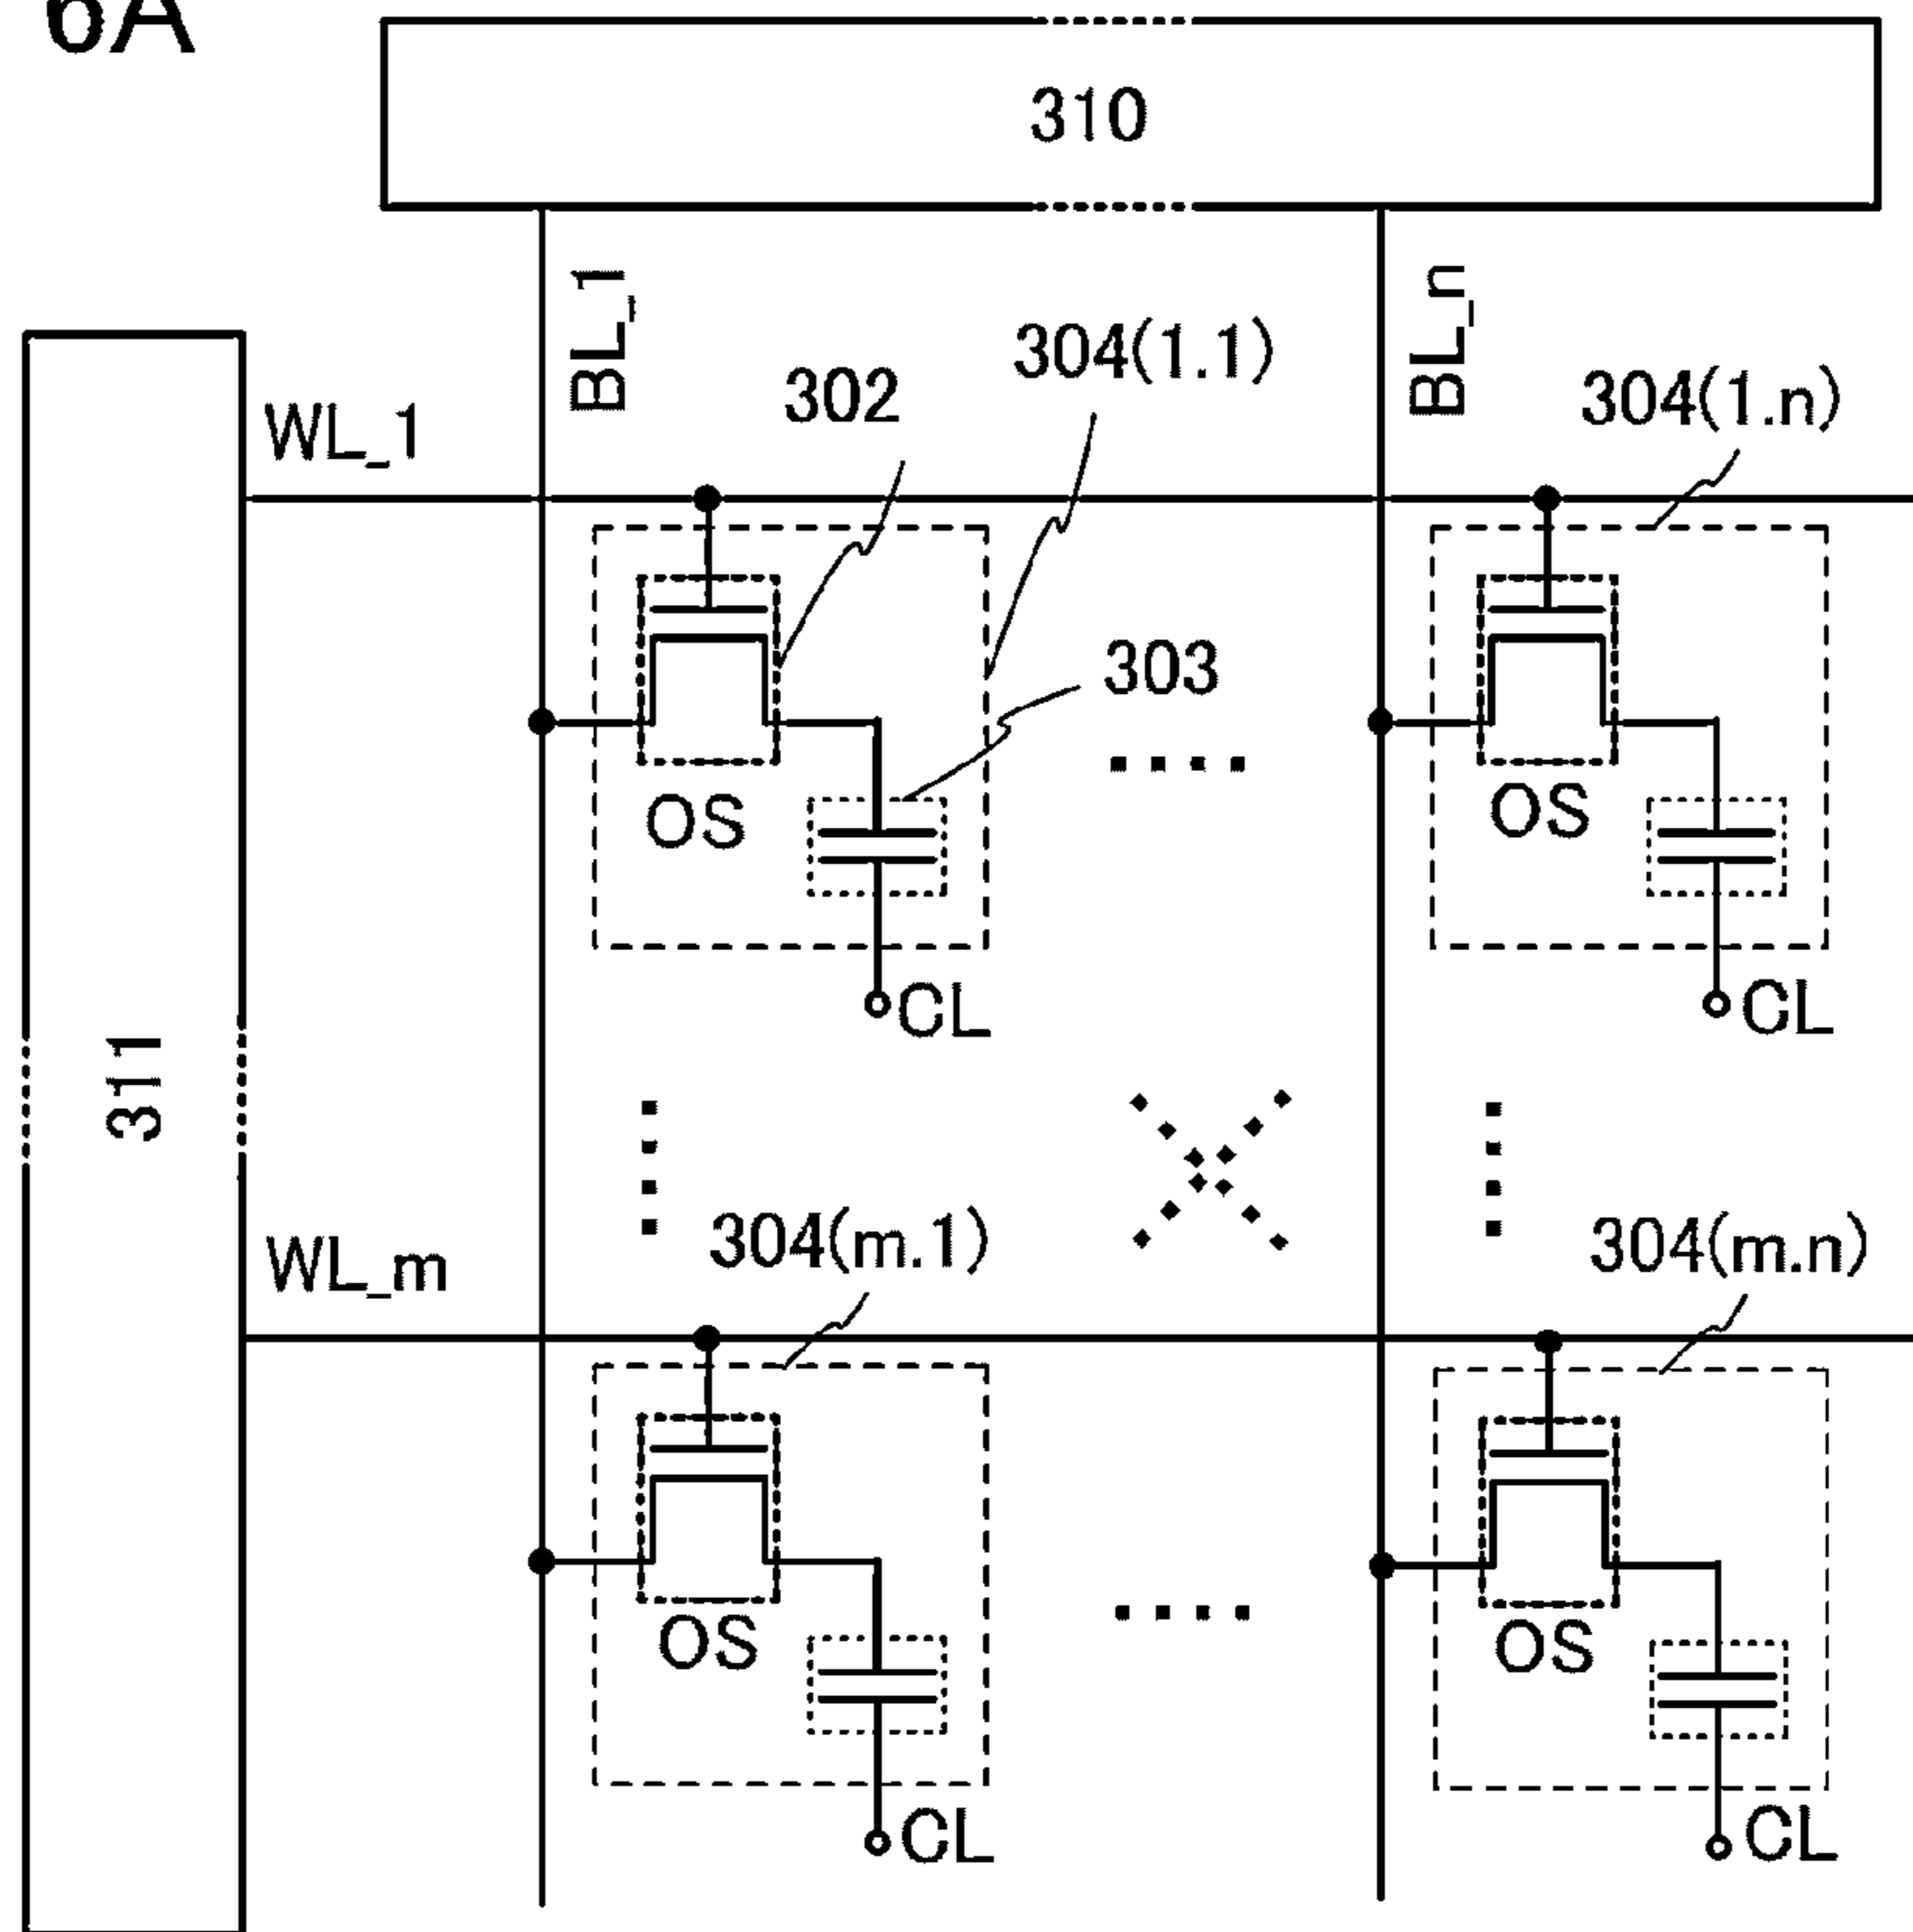 6A
310
BL_1
BL_n
304(1.1)
302
304(1.n)
WL_1
303
OS
OS
CL
CL
311
304(m.1)
304(m.n)
WL_m
OS
OS
CL
CL